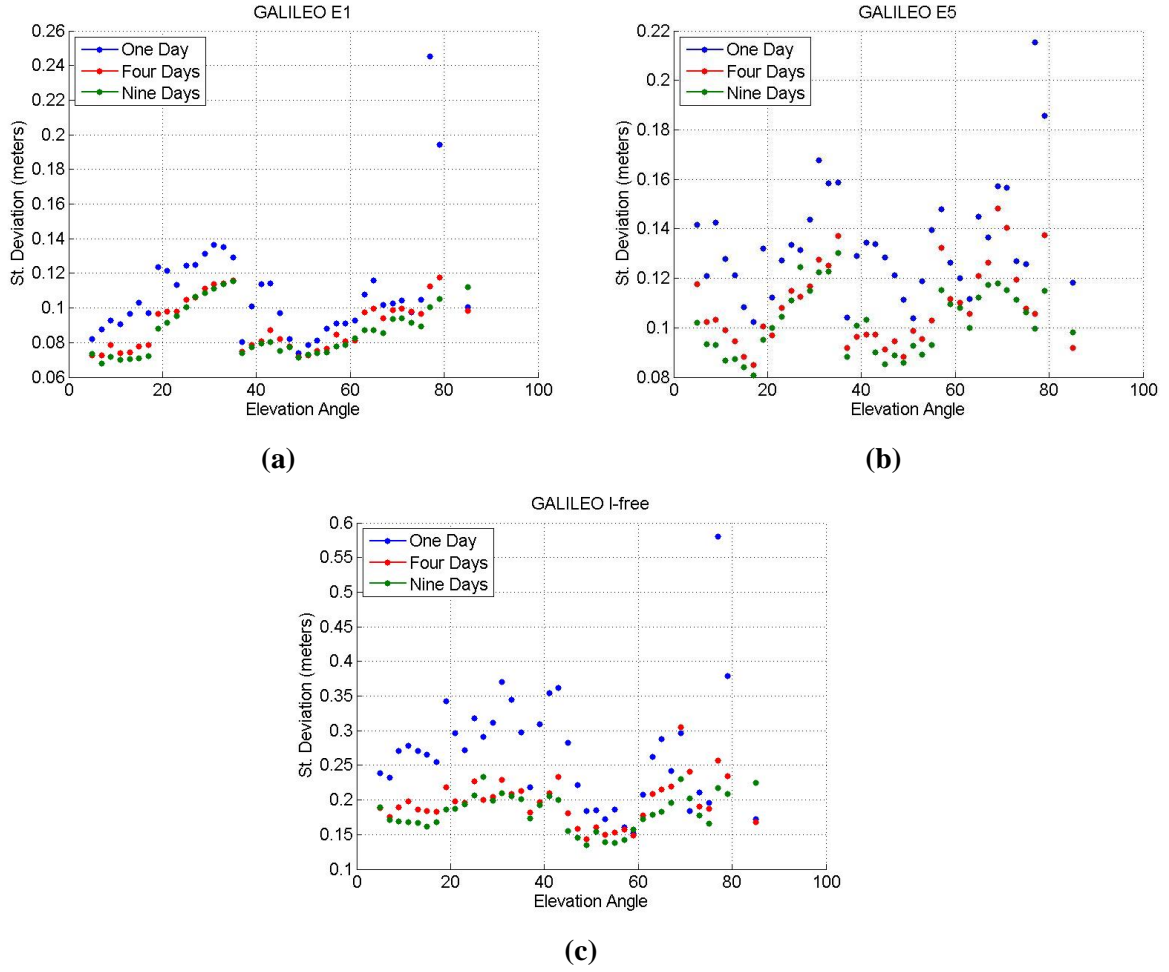 GALILEO E1
0.26
0.24
0.22
0.2
0.18
0.16
0.14
0.12
0.1
0.08
0.06
St. Deviation (meters)
One Day
Four Days
Nine Days
0 20 40 60 80 100
Elevation Angle
(a)
GALILEO E5
0.22
0.2
0.18
0.16
0.14
0.12
0.1
0.08
St. Deviation (meters)
One Day
Four Days
Nine Days
0 20 40 60 80 100
Elevation Angle
(b)
GALILEO I-free
0.6
0.55
0.5
0.45
0.4
0.35
0.3
0.25
0.2
0.15
0.1
St. Deviation (meters)
One Day
Four Days
Nine Days
0 20 40 60 80 100
Elevation Angle
(c)